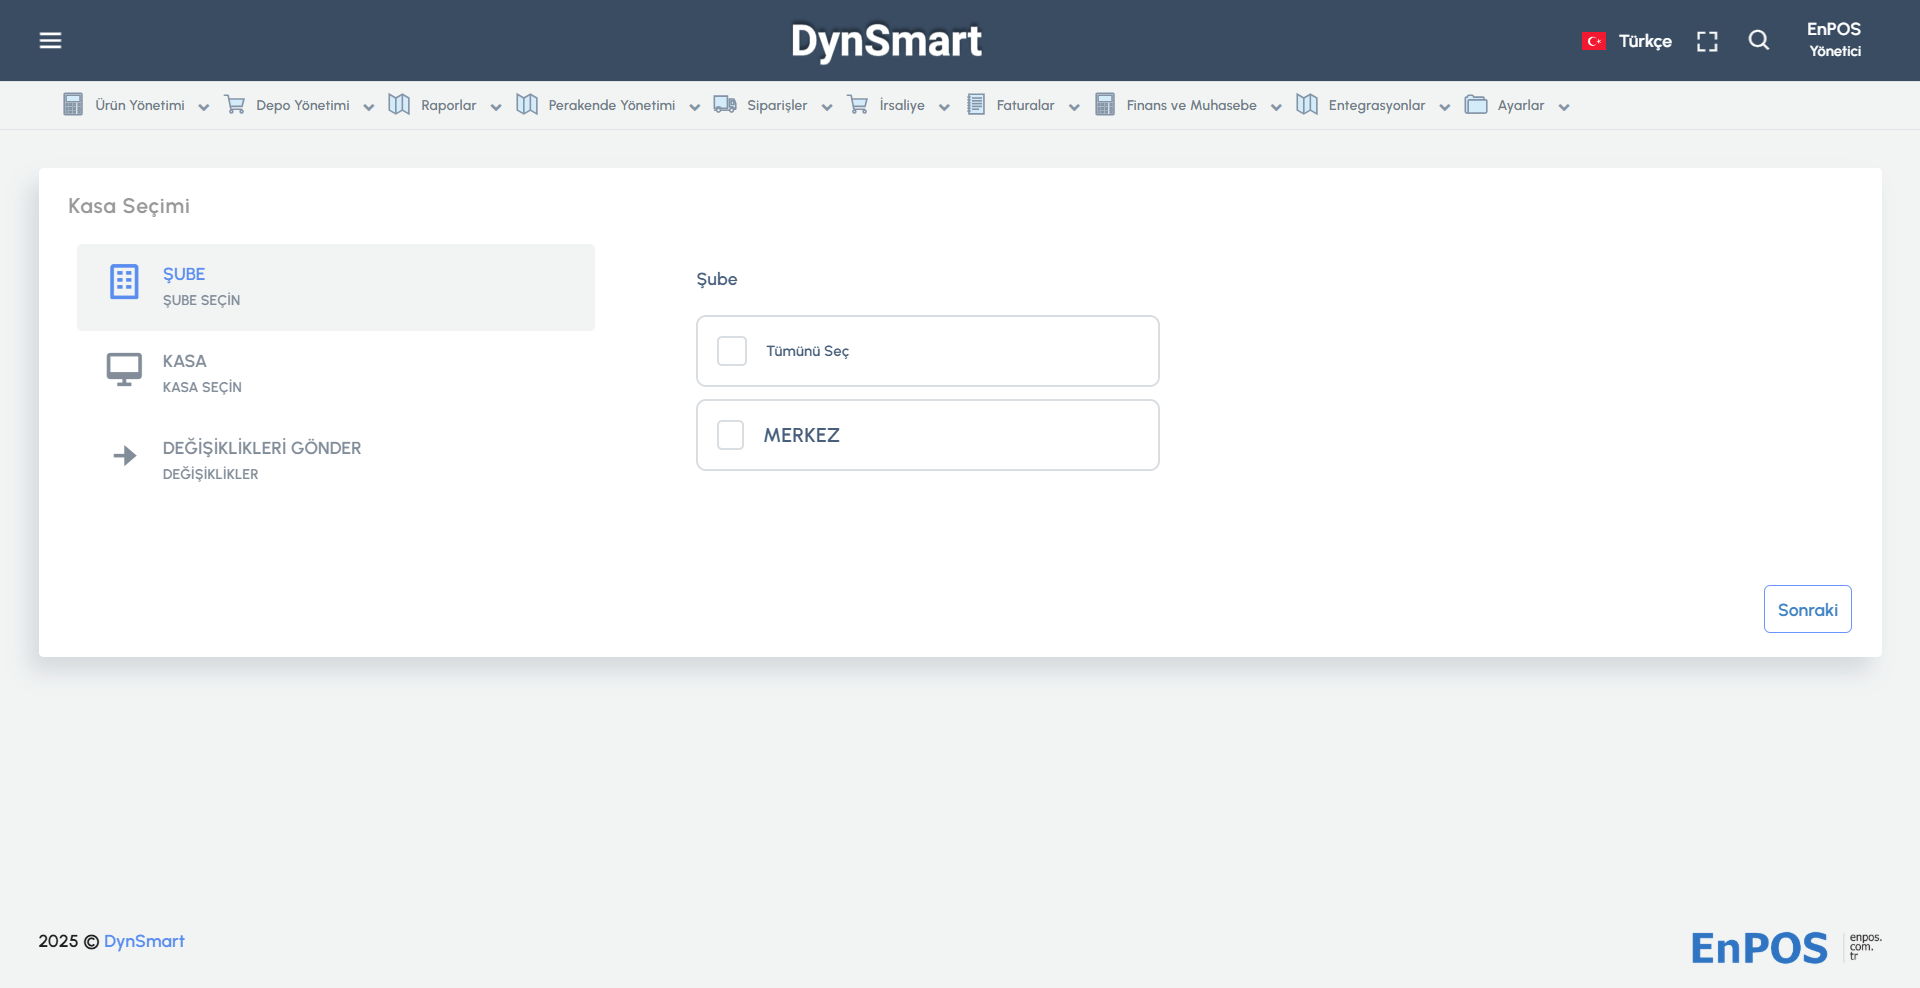 DynSmart
Türkçe
EnPOS
Yönetici
Ürün Yönetimi Depo Yönetimi Raporlar Perakende Yönetimi Siparişler İrsaliye Faturalar Finans ve Muhasebe Entegrasyonlar Ayarlar
Kasa Seçimi
ŞUBE
ŞUBE SEÇİN
KASA
KASA SEÇİN
DEĞİŞİKLİKLERİ GÖNDER
DEĞİŞİKLİKLER
Şube
Tümünü Seç
MERKEZ
Sonraki
2025 © DynSmart
EnPOS
enpos.
com.
tr